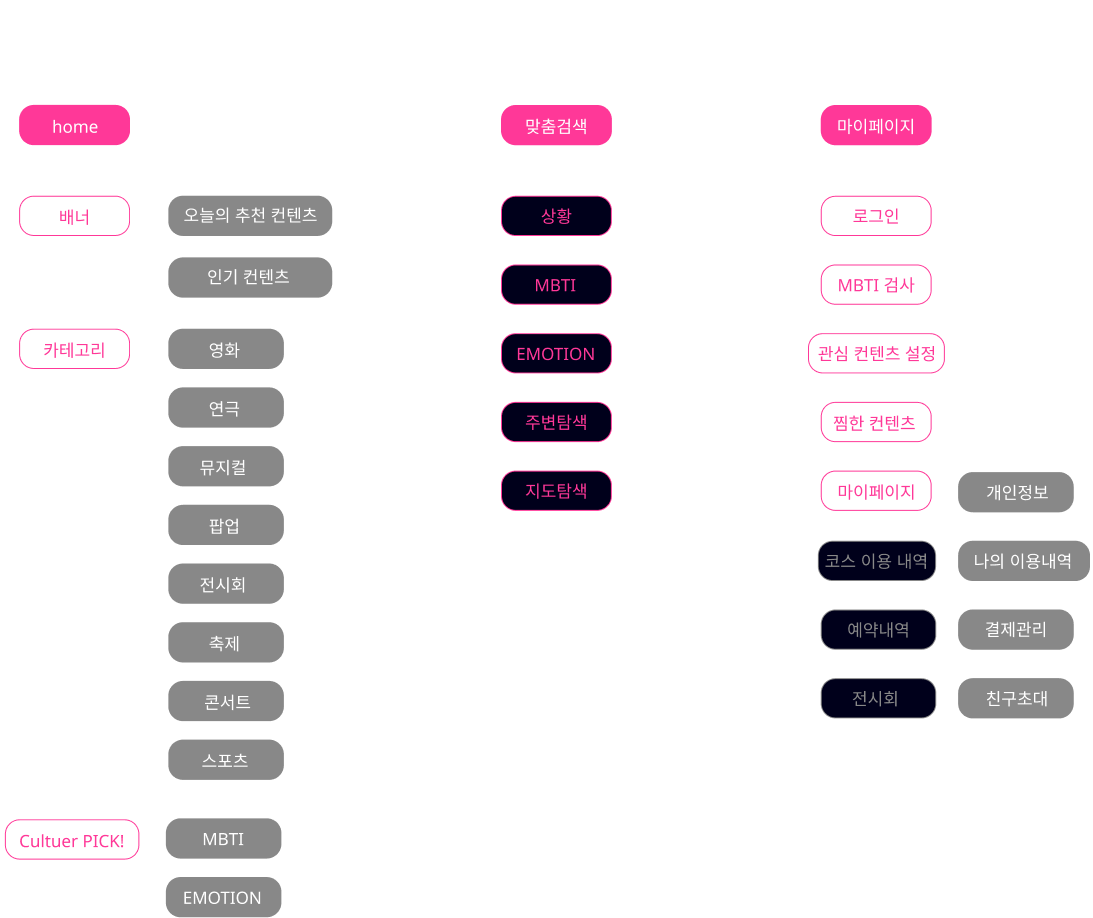 home
배너
오늘의 추천 컨텐츠
인기 컨텐츠
카테고리
영화
연극
뮤지컬
팝업
전시회
축제
콘서트
스포츠
Cultuer PICK!
MBTI
EMOTION
맞춤검색
상황
MBTI
EMOTION
주변탐색
지도탐색
마이페이지
로그인
MBTI 검사
관심 컨텐츠 설정
찜한 컨텐츠
마이페이지
개인정보
코스 이용 내역
나의 이용내역
예약내역
결제관리
전시회
친구초대